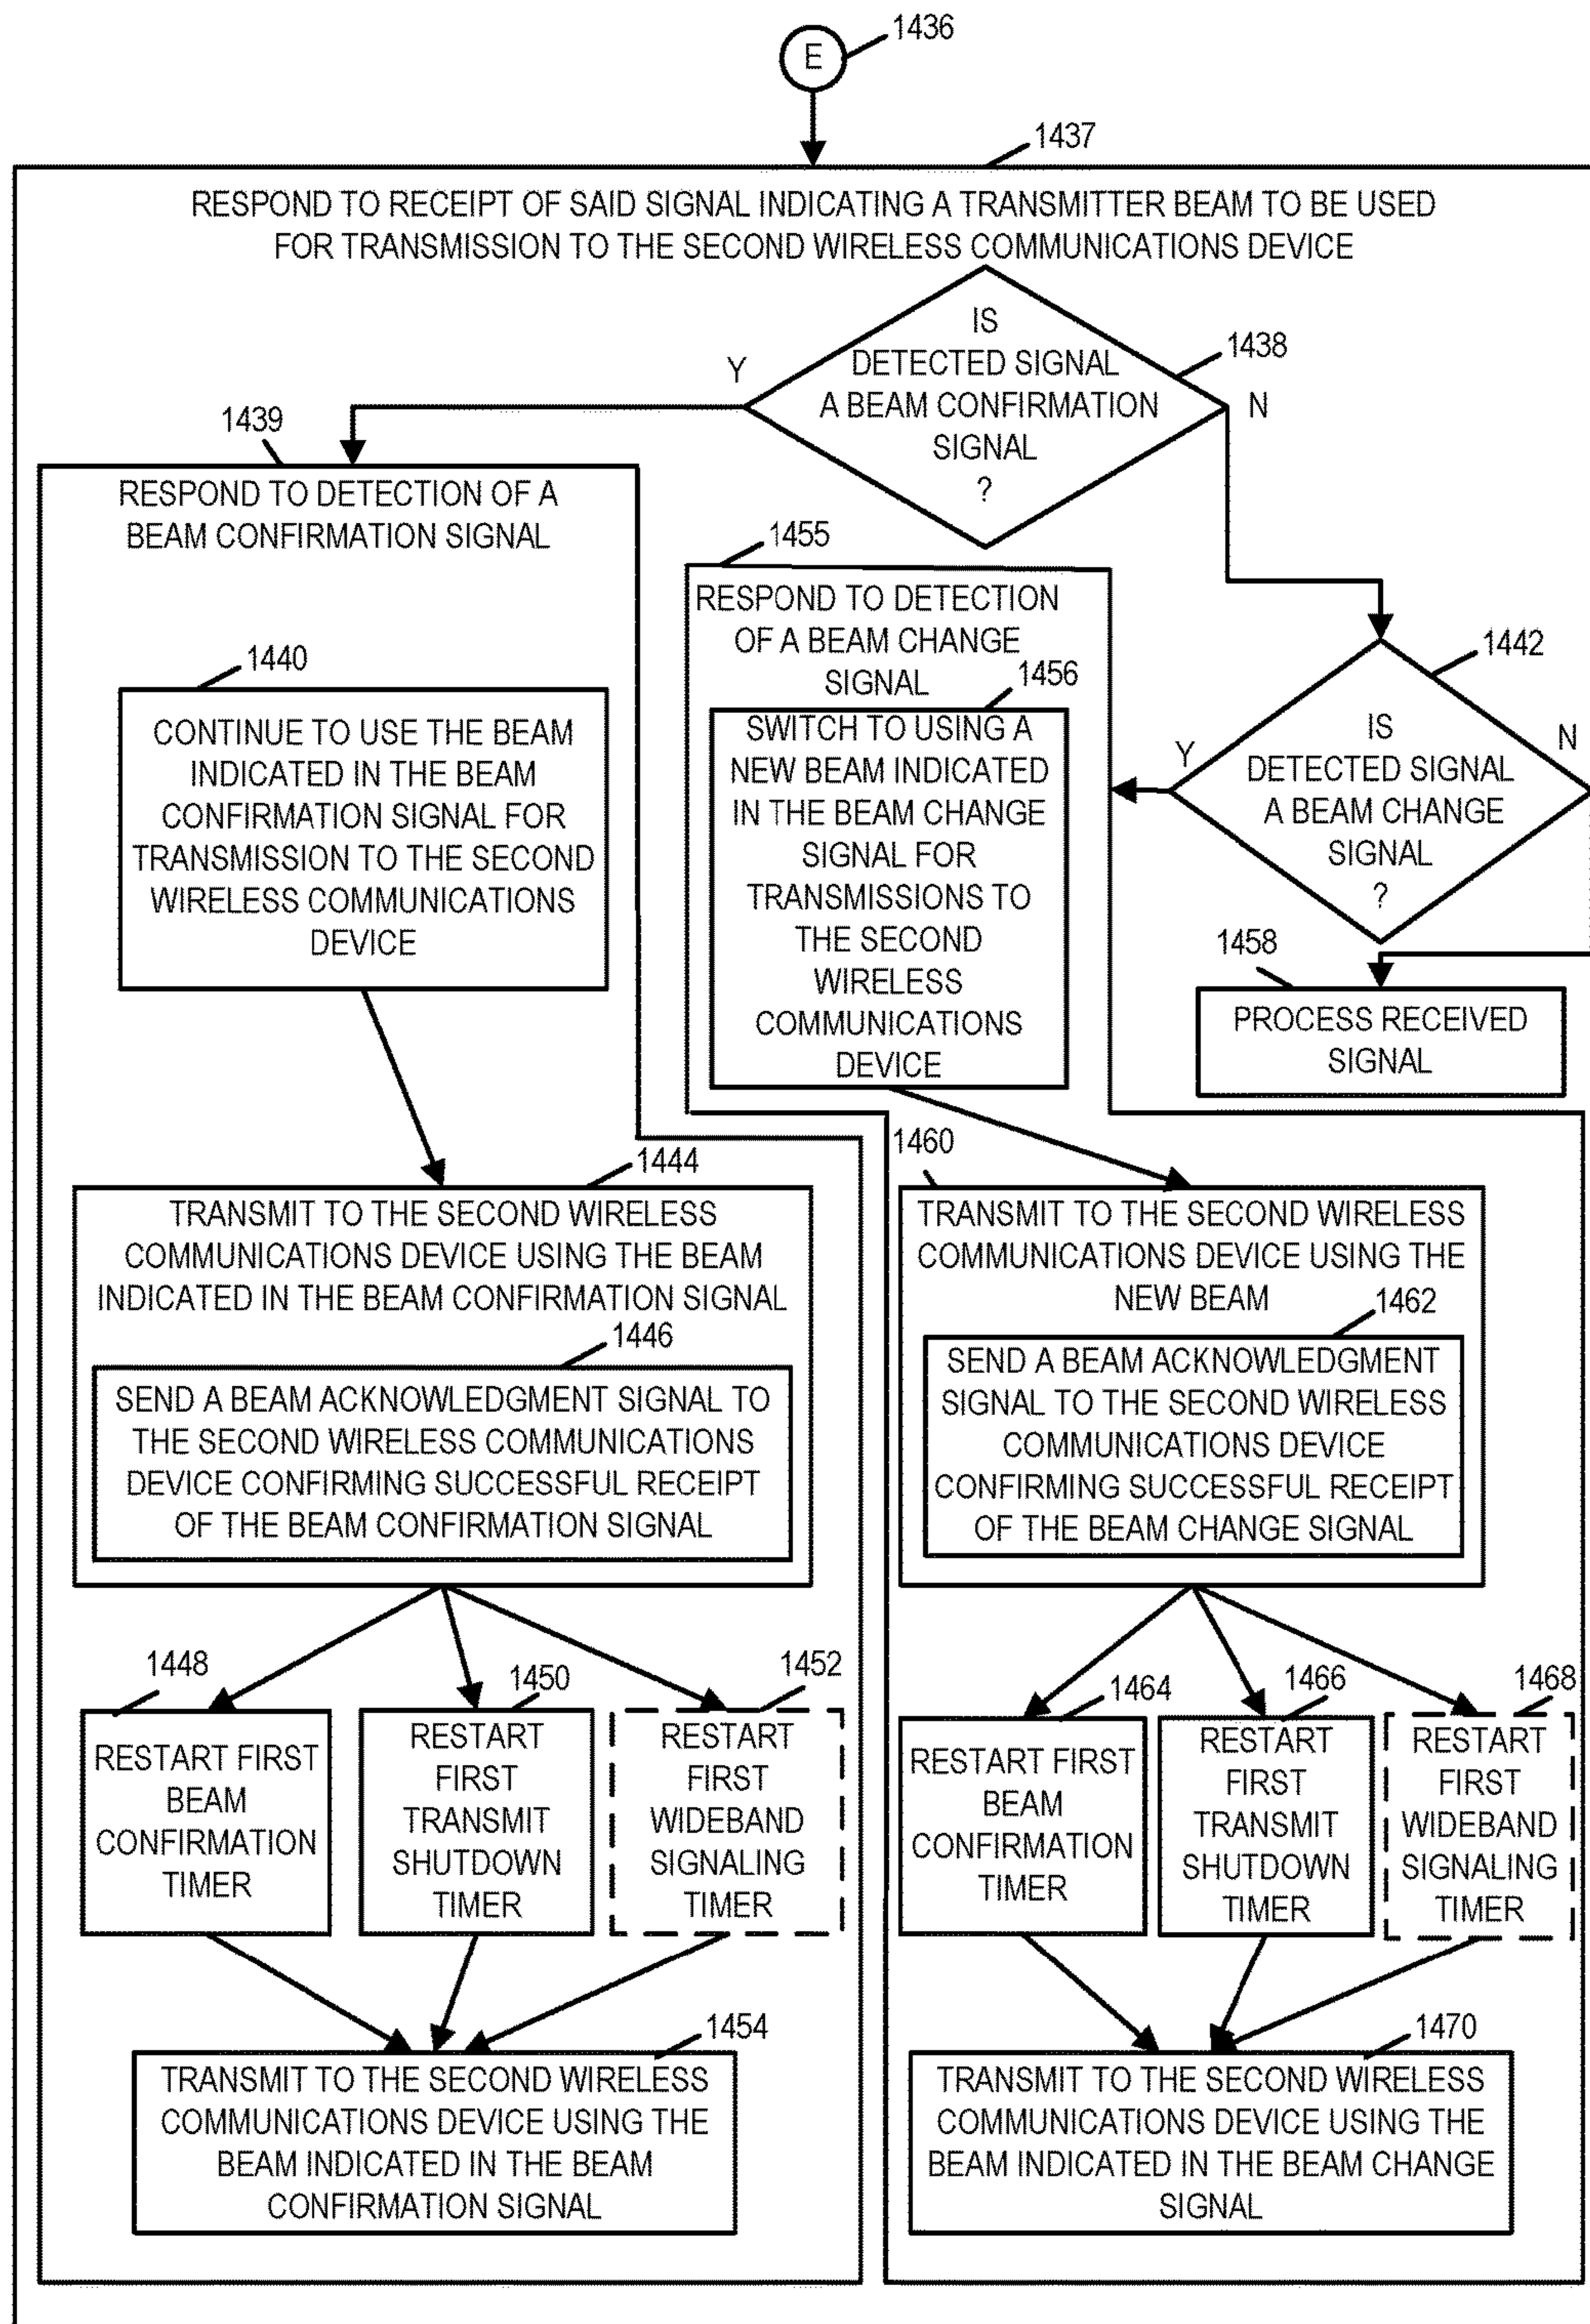 1436
E
1437
RESPOND TO RECEIPT OF SAID SIGNAL INDICATING A TRANSMITTER BEAM TO BE USED
FOR TRANSMISSION TO THE SECOND WIRELESS COMMUNICATIONS DEVICE
IS
DETECTED SIGNAL
A BEAM CONFIRMATION
SIGNAL
?
1438
Y
N
1439
RESPOND TO DETECTION OF A
BEAM CONFIRMATION SIGNAL
1440
CONTINUE TO USE THE BEAM
INDICATED IN THE BEAM
CONFIRMATION SIGNAL FOR
TRANSMISSION TO THE SECOND
WIRELESS COMMUNICATIONS
DEVICE
1455
RESPOND TO DETECTION
OF A BEAM CHANGE
SIGNAL
1456
SWITCH TO USING A
NEW BEAM INDICATED
IN THE BEAM CHANGE
SIGNAL FOR
TRANSMISSIONS TO
THE SECOND
WIRELESS
COMMUNICATIONS
DEVICE
1442
IS
DETECTED SIGNAL
A BEAM CHANGE
SIGNAL
?
Y
N
1458
PROCESS RECEIVED
SIGNAL
1444
TRANSMIT TO THE SECOND WIRELESS
COMMUNICATIONS DEVICE USING THE BEAM
INDICATED IN THE BEAM CONFIRMATION SIGNAL
1446
SEND A BEAM ACKNOWLEDGMENT SIGNAL TO
THE SECOND WIRELESS COMMUNICATIONS
DEVICE CONFIRMING SUCCESSFUL RECEIPT
OF THE BEAM CONFIRMATION SIGNAL
1460
TRANSMIT TO THE SECOND WIRELESS
COMMUNICATIONS DEVICE USING THE
NEW BEAM
1462
SEND A BEAM ACKNOWLEDGMENT
SIGNAL TO THE SECOND WIRELESS
COMMUNICATIONS DEVICE
CONFIRMING SUCCESSFUL RECEIPT
OF THE BEAM CHANGE SIGNAL
1448
RESTART FIRST
BEAM
CONFIRMATION
TIMER
1450
RESTART
FIRST
TRANSMIT
SHUTDOWN
TIMER
1452
RESTART
FIRST
WIDEBAND
SIGNALING
TIMER
1464
RESTART FIRST
BEAM
CONFIRMATION
TIMER
1466
RESTART
FIRST
TRANSMIT
SHUTDOWN
TIMER
1468
RESTART
FIRST
WIDEBAND
SIGNALING
TIMER
1454
TRANSMIT TO THE SECOND WIRELESS
COMMUNICATIONS DEVICE USING THE
BEAM INDICATED IN THE BEAM
CONFIRMATION SIGNAL
1470
TRANSMIT TO THE SECOND WIRELESS
COMMUNICATIONS DEVICE USING THE
BEAM INDICATED IN THE BEAM CHANGE
SIGNAL